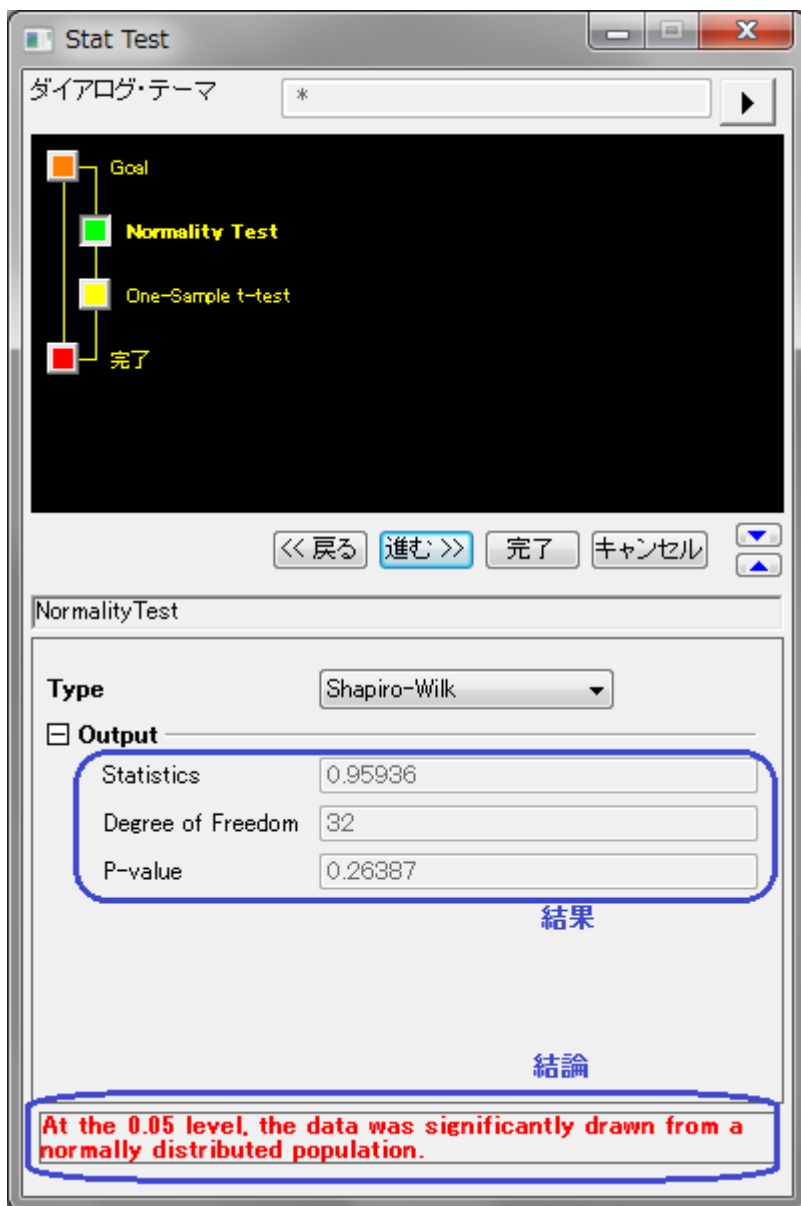 Stat Test
ダイアログ・テーマ *
Goal
Normality Test
One-Sample t-test
完了
<< 戻る 進む >> 完了 キャンセル
NormalityTest
Type Shapiro-Wilk
Output
Statistics 0.95936
Degree of Freedom 32
P-value 0.26387
結果
結論
At the 0.05 level, the data was significantly drawn from a
normally distributed population.